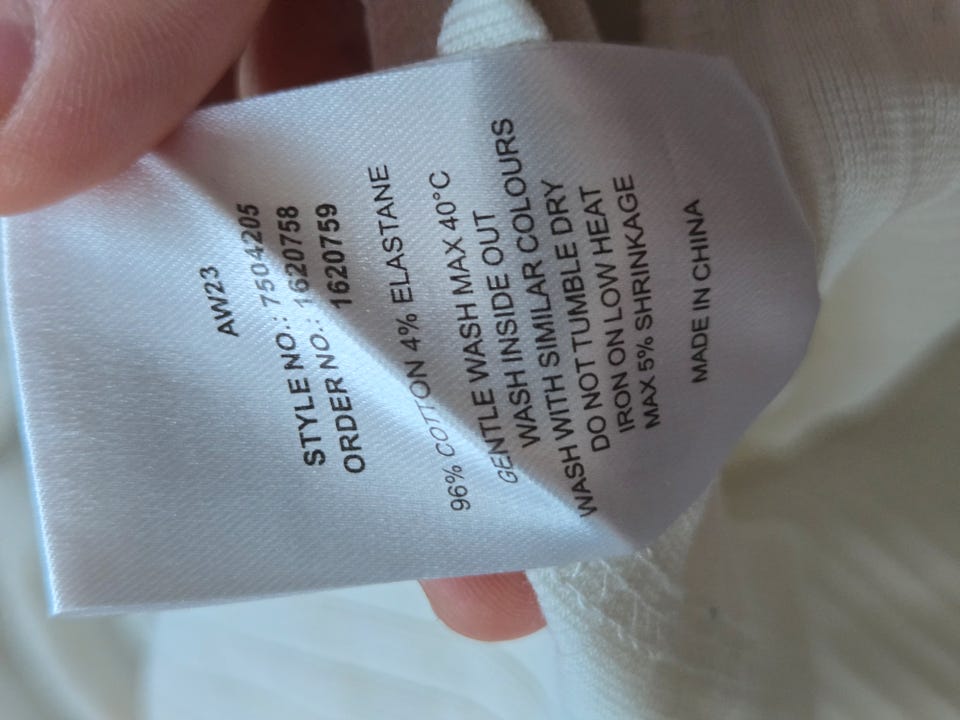 AW23
STYLE NO.: 7504205
ORDER NO.: 1620758
1620759
96% COTTON 4% ELASTANE
GENTLE WASH MAX 40°C
WASH INSIDE OUT
WASH WITH SIMILAR COLOURS
DO NOT TUMBLE DRY
IRON ON LOW HEAT
MAX 5% SHRINKAGE
MADE IN CHINA